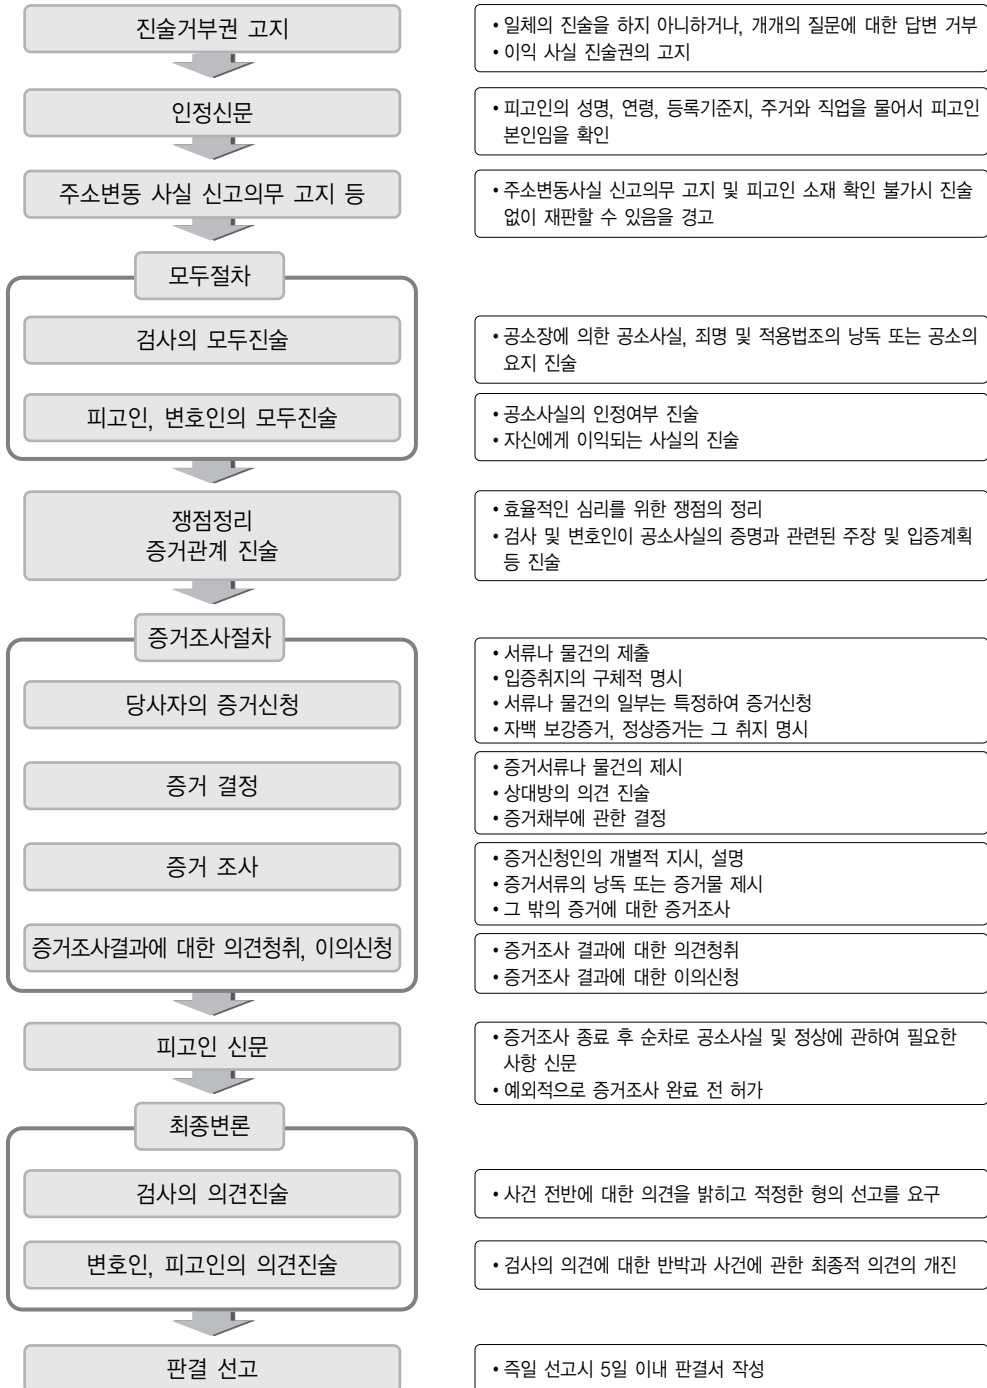 진술거부권 고지
• 일체의 진술을 하지 아니하거나, 개개의 질문에 대한 답변 거부
• 이익 사실 진술권의 고지
인정신문
• 피고인의 성명, 연령, 등록기준지, 주거와 직업을 물어서 피고인
본인임을 확인
주소변동 사실 신고의무 고지 등
• 주소변동사실 신고의무 고지 및 피고인 소재 확인 불가시 진술
없이 재판할 수 있음을 경고
모두절차
검사의 모두진술
• 공소장에 의한 공소사실, 죄명 및 적용법조의 낭독 또는 공소의
요지 진술
피고인, 변호인의 모두진술
• 공소사실의 인정여부 진술
• 자신에게 이익되는 사실의 진술
쟁점정리
증거관계 진술
• 효율적인 심리를 위한 쟁점의 정리
• 검사 및 변호인이 공소사실의 증명과 관련된 주장 및 입증계획
등 진술
증거조사절차
당사자의 증거신청
• 서류나 물건의 제출
• 입증취지의 구체적 명시
• 서류나 물건의 일부는 특정하여 증거신청
• 자백 보강증거, 정상증거는 그 취지 명시
증거 결정
• 증거서류나 물건의 제시
• 상대방의 의견 진술
• 증거채부에 관한 결정
증거 조사
• 증거신청인의 개별적 지시, 설명
• 증거서류의 낭독 또는 증거물 제시
• 그 밖의 증거에 대한 증거조사
증거조사결과에 대한 의견청취, 이의신청
• 증거조사 결과에 대한 의견청취
• 증거조사 결과에 대한 이의신청
피고인 신문
• 증거조사 종료 후 순차로 공소사실 및 정상에 관하여 필요한
사항 신문
• 예외적으로 증거조사 완료 전 허가
최종변론
검사의 의견진술
• 사건 전반에 대한 의견을 밝히고 적정한 형의 선고를 요구
변호인, 피고인의 의견진술
• 검사의 의견에 대한 반박과 사건에 관한 최종적 의견의 개진
판결 선고
• 즉일 선고시 5일 이내 판결서 작성